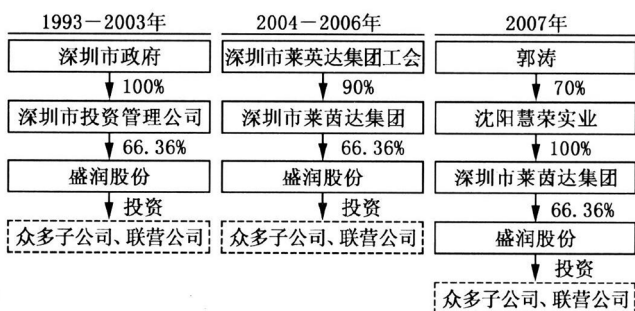 1993－2003年
深圳市政府
100%
深圳市投资管理公司
66.36%
盛润股份
投资
众多子公司、联营公司
2004－2006年
深圳市莱英达集团工会
90%
深圳市莱茵达集团
66.36%
盛润股份
投资
众多子公司、联营公司
2007年
郭涛
70%
沈阳慧荣实业
100%
深圳市莱茵达集团
66.36%
盛润股份
投资
众多子公司、联营公司